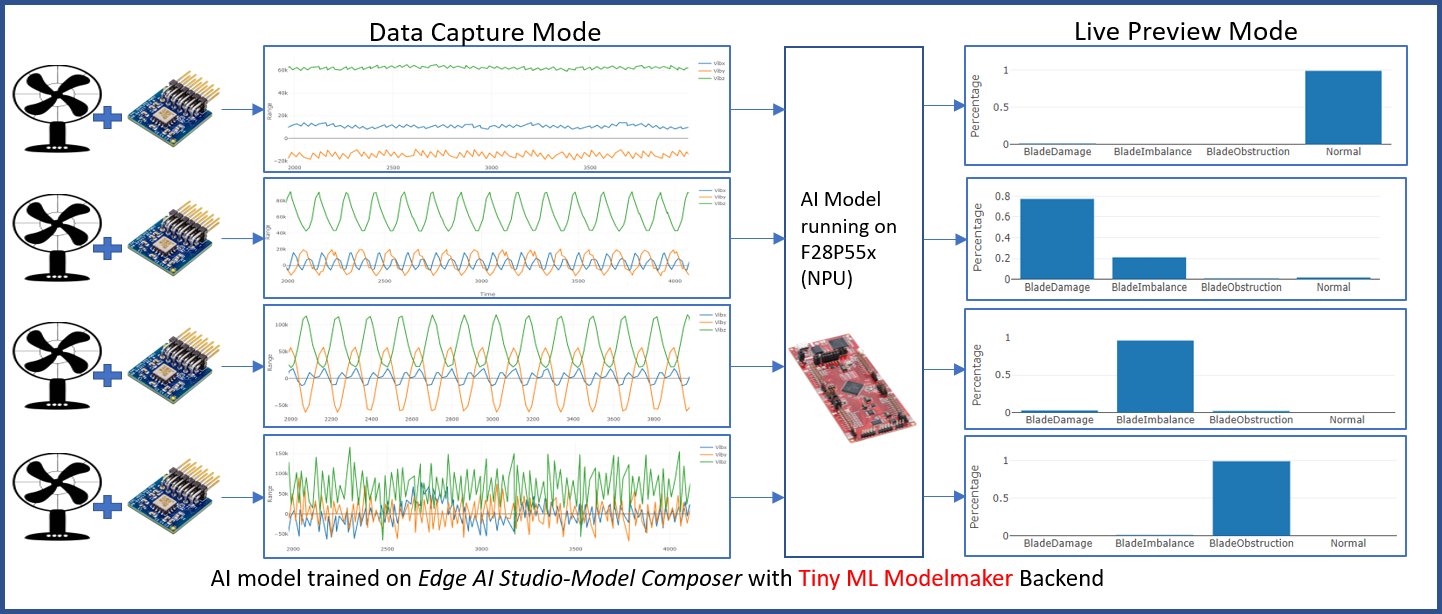 Data Capture Mode
Live Preview Mode
Vibx
Viby
Vibz
Range
60k
40k
20k
0
−20k
2000
2500
3000
3500
Percentage
1
0.5
0
BladeDamage
BladeImbalance
BladeObstruction
Normal
Vibx
Viby
Vibz
Range
80k
60k
40k
20k
0
2000
2500
3000
3500
4000
Time
AI Model
running on
F28P55x
(NPU)
Percentage
0.8
0.6
0.4
0.2
0
BladeDamage
BladeImbalance
BladeObstruction
Normal
Vibx
Viby
Vibz
Range
100k
50k
0
−50k
2000
2200
2400
2600
2800
3000
3200
3400
3600
3800
Percentage
1
0.5
0
BladeDamage
BladeImbalance
BladeObstruction
Normal
Vibx
Viby
Vibz
Range
150k
100k
50k
0
−50k
2000
2500
3000
3500
4000
Percentage
1
0.5
0
BladeDamage
BladeImbalance
BladeObstruction
Normal
AI model trained on Edge AI Studio-Model Composer with Tiny ML Modelmaker Backend